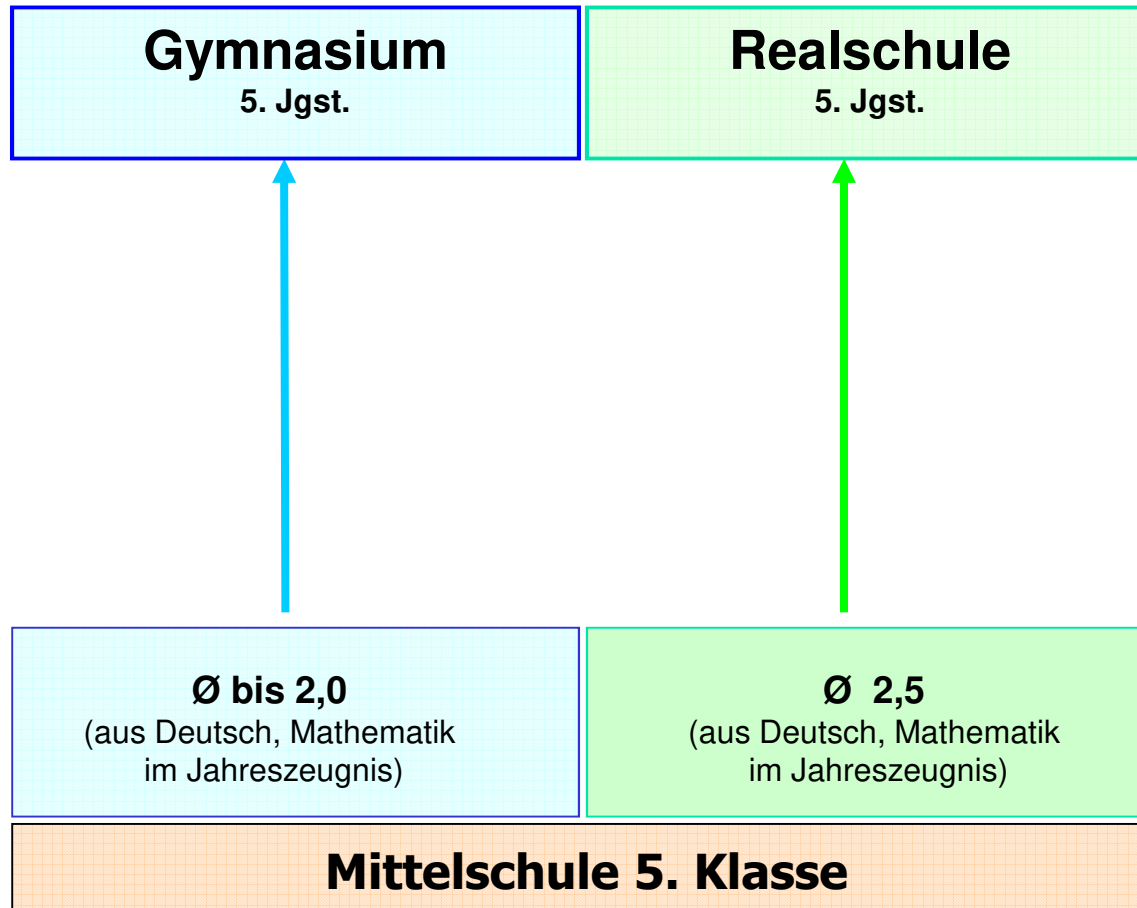 Gymnasium
5. Jgst.
Realschule
5. Jgst.
Ø bis 2,0
(aus Deutsch, Mathematik
im Jahreszeugnis)
Ø 2,5
(aus Deutsch, Mathematik
im Jahreszeugnis)
Mittelschule 5. Klasse